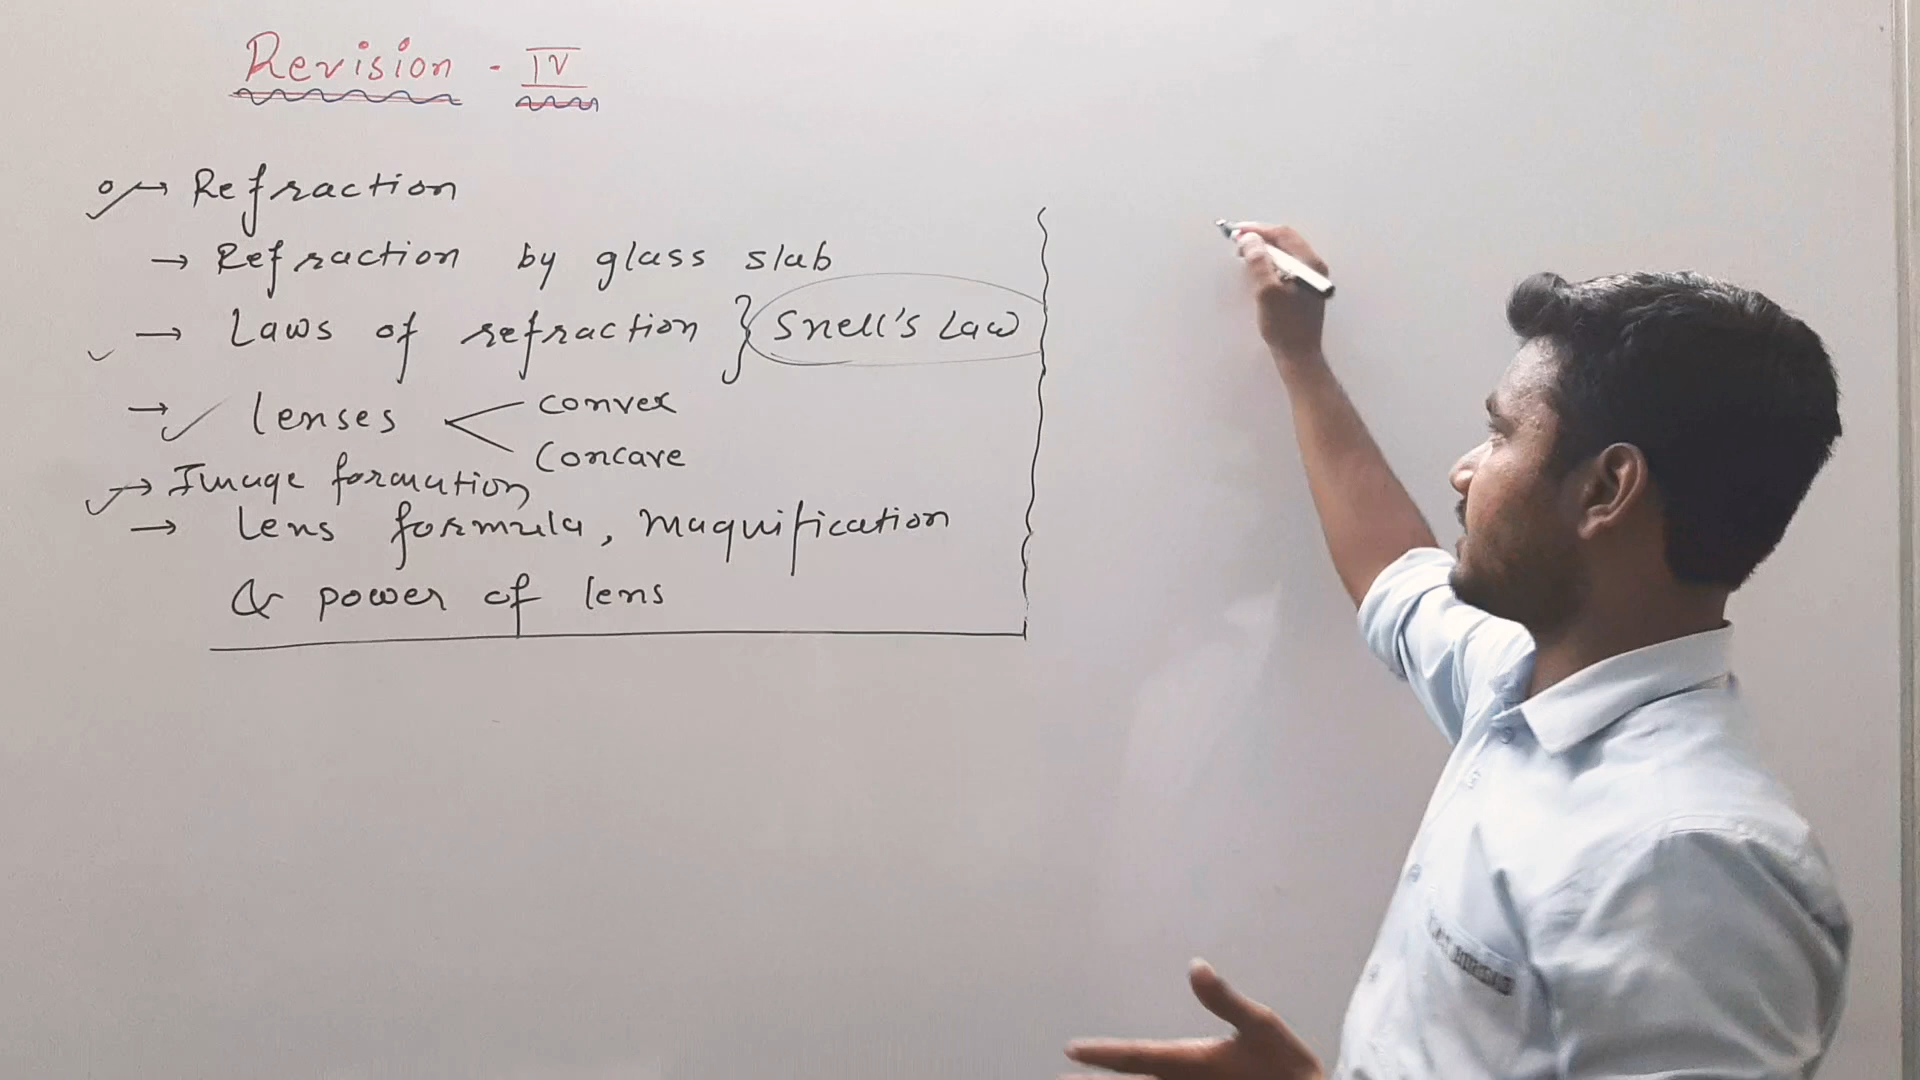 Revision - IV
→ Refraction
→ Refraction by glass slab
→ Laws of refraction } Snell's Law
→ lenses < convex
concave
→ Image formation
→ lens formula, magnification
& power of lens